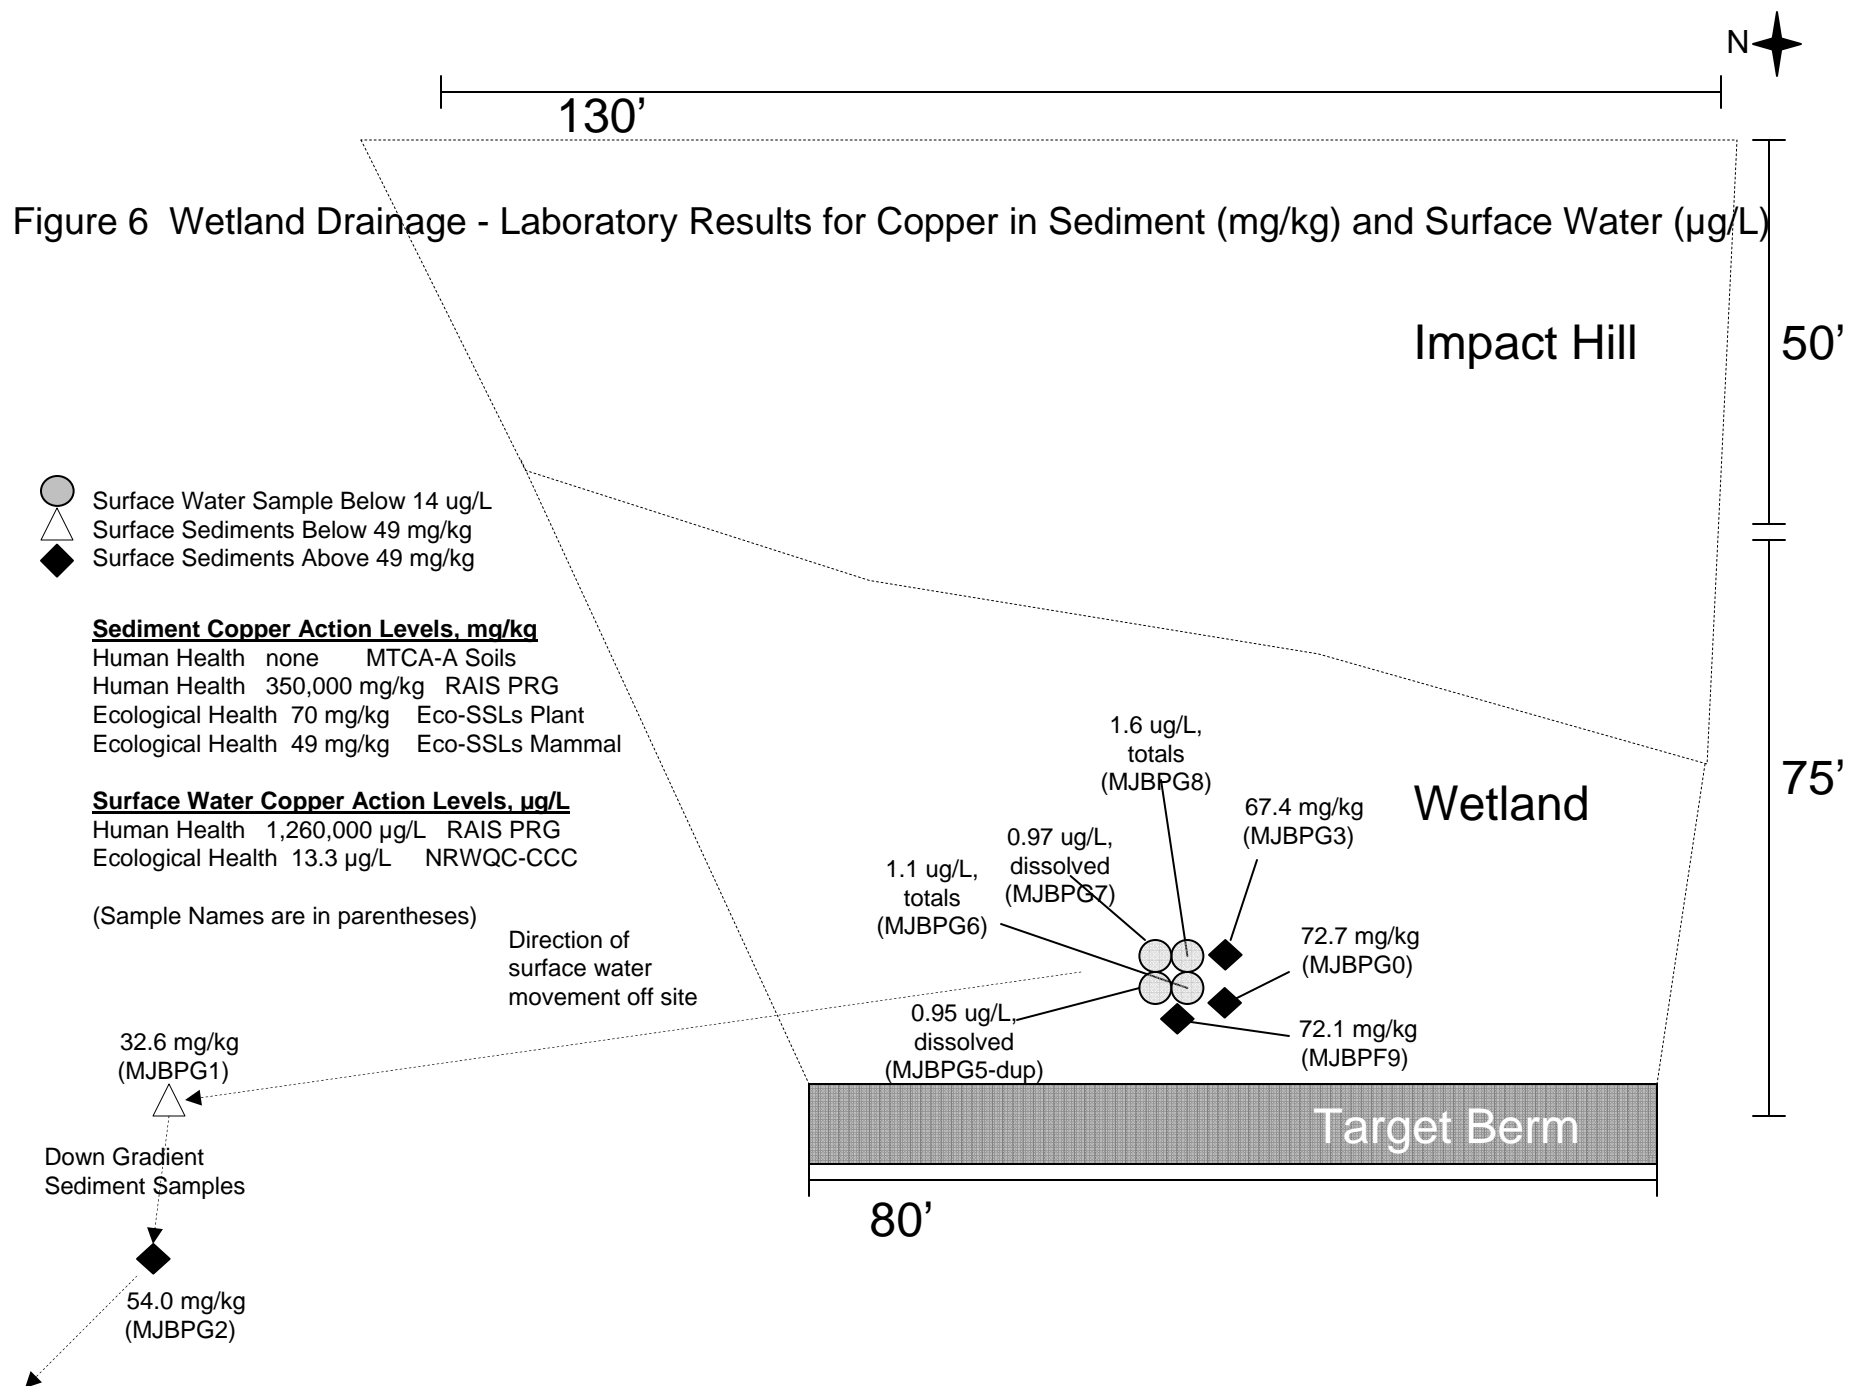 N
130’
Figure 6 Wetland Drainage - Laboratory Results for Copper in Sediment (mg/kg) and Surface Water (µg/L)
Impact Hill
50’
Surface Water Sample Below 14 ug/L
Surface Sediments Below 49 mg/kg
Surface Sediments Above 49 mg/kg
Sediment Copper Action Levels, mg/kg
Human Health none MTCA-A Soils
Human Health 350,000 mg/kg RAIS PRG
Ecological Health 70 mg/kg Eco-SSLs Plant
Ecological Health 49 mg/kg Eco-SSLs Mammal
Surface Water Copper Action Levels, µg/L
Human Health 1,260,000 µg/L RAIS PRG
Ecological Health 13.3 µg/L NRWQC-CCC
(Sample Names are in parentheses)
Direction of
surface water
movement off site
1.6 ug/L,
totals
(MJBPG8)
67.4 mg/kg
(MJBPG3)
Wetland
75’
0.97 ug/L,
dissolved
(MJBPG7)
1.1 ug/L,
totals
(MJBPG6)
72.7 mg/kg
(MJBPG0)
0.95 ug/L,
dissolved
(MJBPG5-dup)
72.1 mg/kg
(MJBPF9)
32.6 mg/kg
(MJBPG1)
Target Berm
Down Gradient
Sediment Samples
80’
54.0 mg/kg
(MJBPG2)